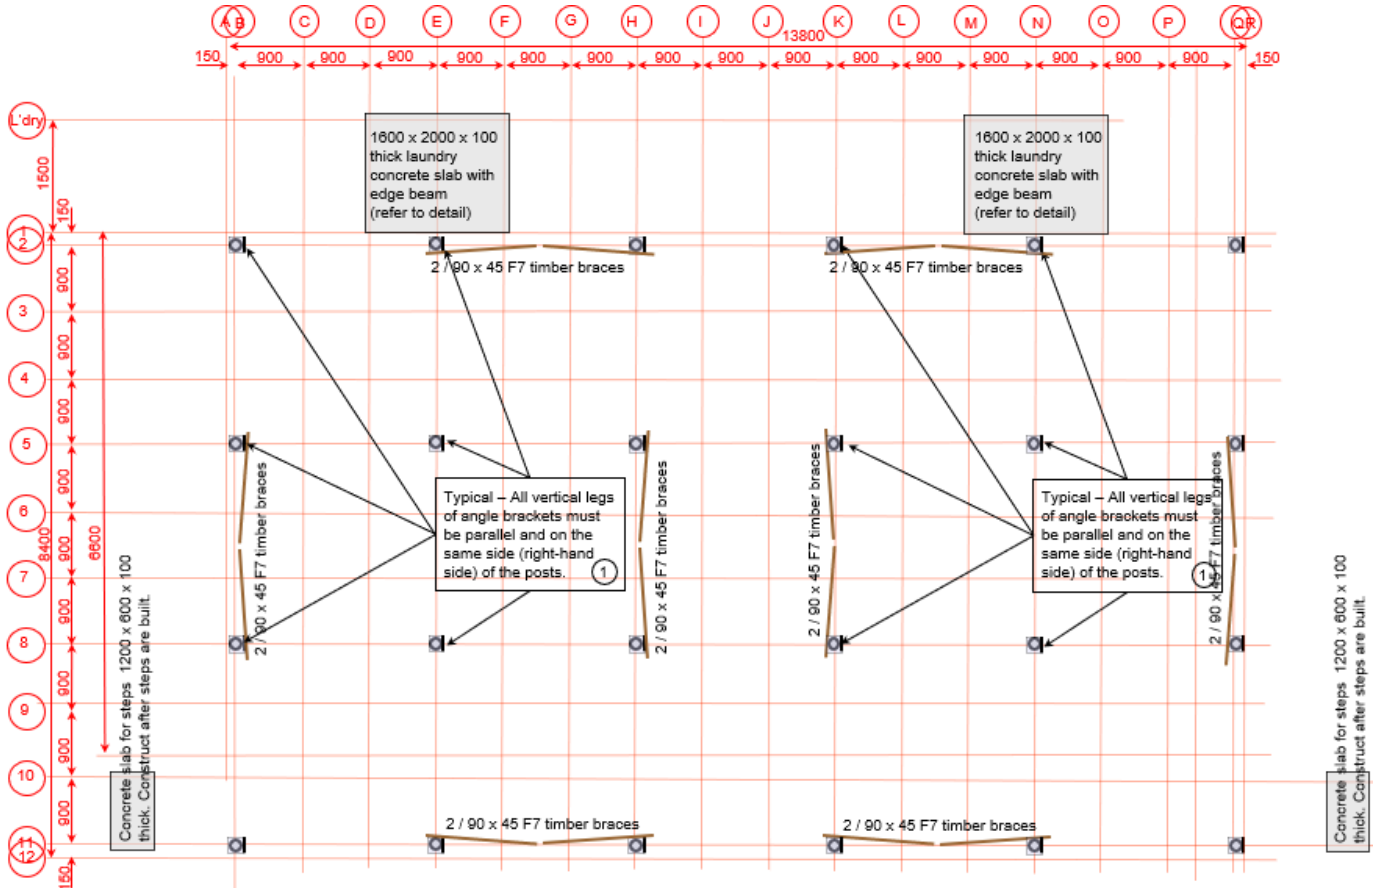 A B C D E F G H I J K L M N O P Q R
13800
150 900 900 900 900 900 900 900 900 900 900 900 900 900 900 900 150
L'dry
1500
150
1
2
3
4
5
6
7
8
9
10
11
12
900
900
900
900
900
900
900
900
900
150
8400
6600
1600 x 2000 x 100
thick laundry
concrete slab with
edge beam
(refer to detail)
1600 x 2000 x 100
thick laundry
concrete slab with
edge beam
(refer to detail)
2 / 90 x 45 F7 timber braces
2 / 90 x 45 F7 timber braces
2 / 90 x 45 F7 timber braces
Typical – All vertical legs
of angle brackets must
be parallel and on the
same side (right-hand
side) of the posts.
1
2 / 90 x 45 F7 timber braces
2 / 90 x 45 F7 timber braces
Typical – All vertical legs
of angle brackets must
be parallel and on the
same side (right-hand
side) of the posts.
1
2 / 90 x 45 F7 timber braces
Concrete slab for steps 1200 x 600 x 100
thick. Construct after steps are built.
Concrete slab for steps 1200 x 600 x 100
thick. Construct after steps are built.
2 / 90 x 45 F7 timber braces
2 / 90 x 45 F7 timber braces